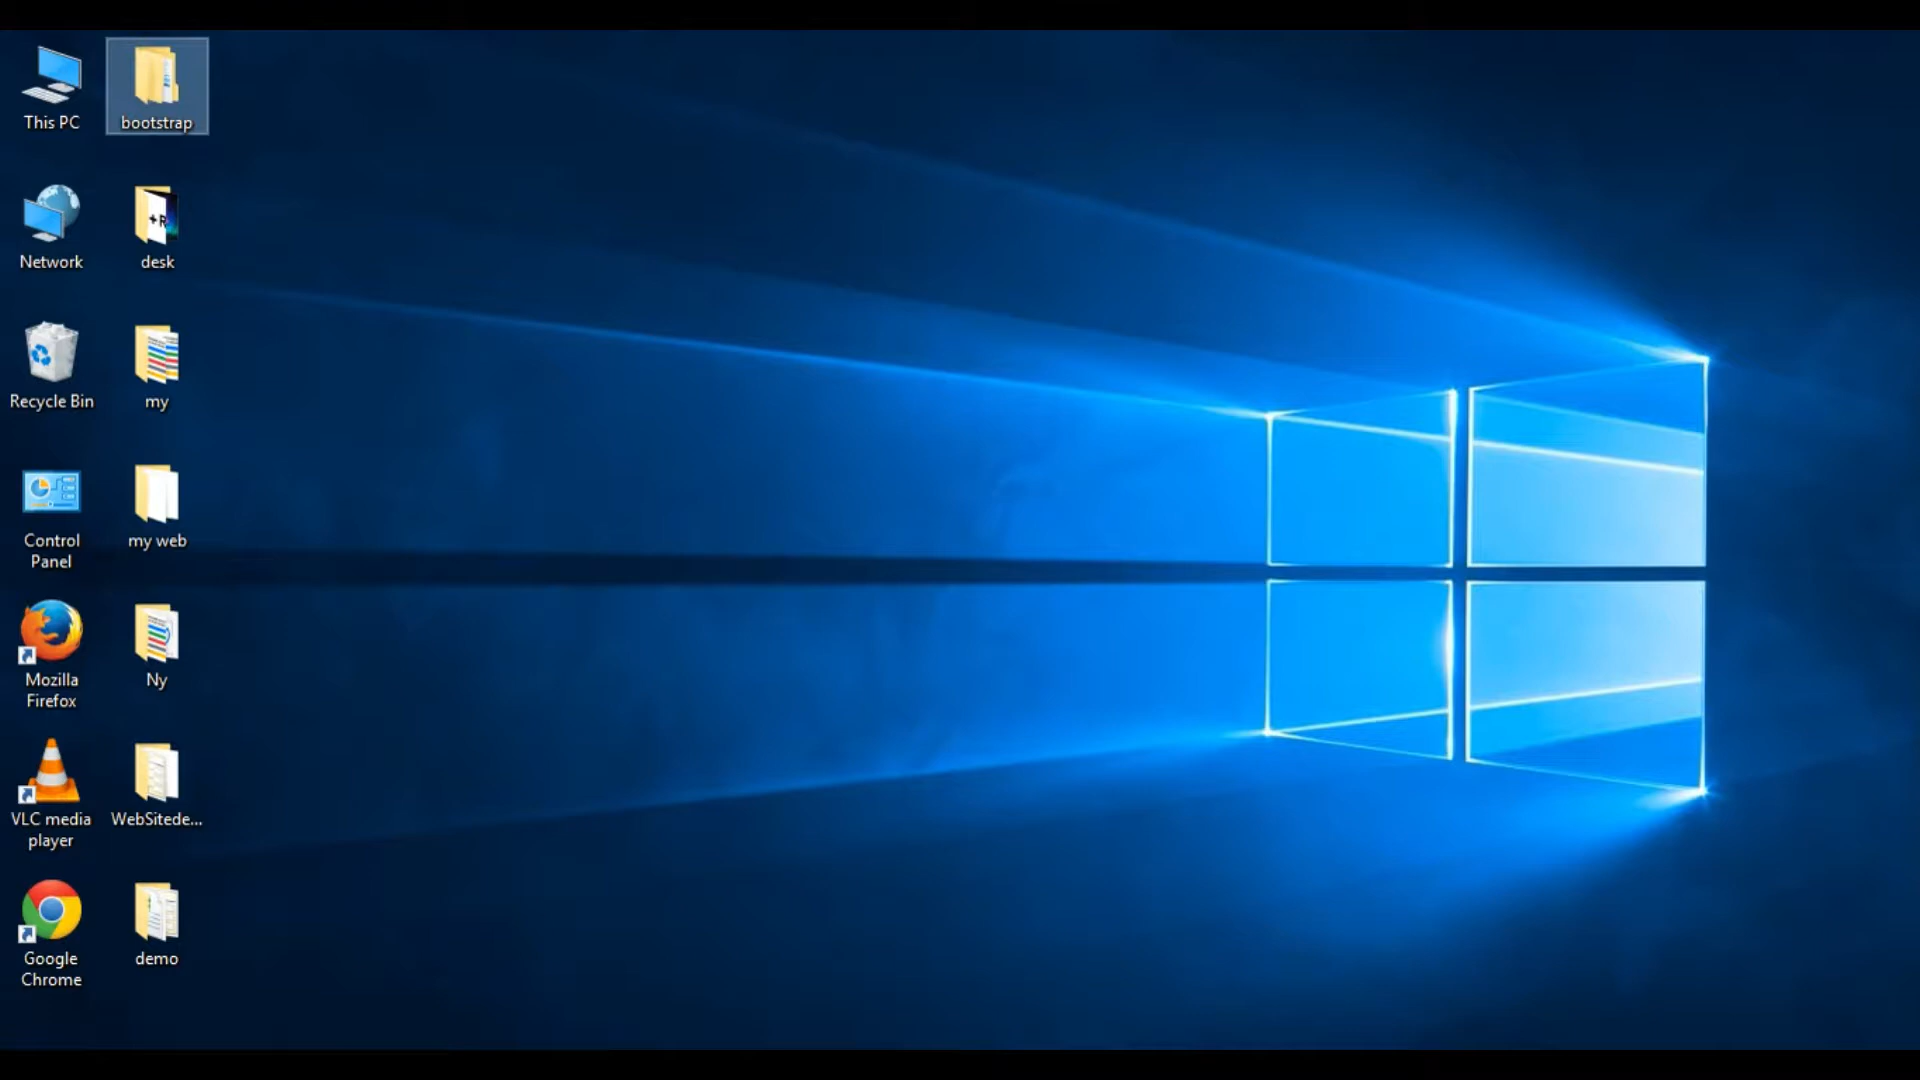 This PC
bootstrap
Network
desk
+R
Recycle Bin
my
Control
Panel
my web
Mozilla
Firefox
Ny
VLC media
player
WebSitede...
Google
Chrome
demo